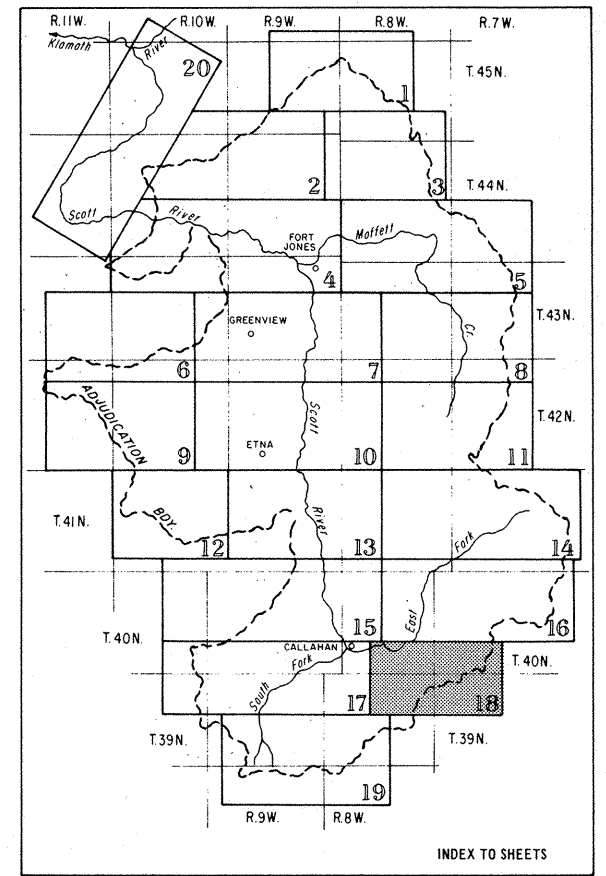 R.11W. R.10W. R.9W. R.8W. R.7W.
Klamath River
20
T.45N.
1
2
3
T.44N.
Scott River
FORT JONES
Moffett Cr.
4
5
T.43N.
GREENVIEW
6
7
8
ADJUDICATION BDY.
Scott River
T.42N.
ETNA
9
10
11
T.41N.
12
13
East Fork
14
T.40N.
15
16
CALLAHAN
South Fork
17
18
T.40N.
T.39N.
T.39N.
19
R.9W. R.8W.
INDEX TO SHEETS